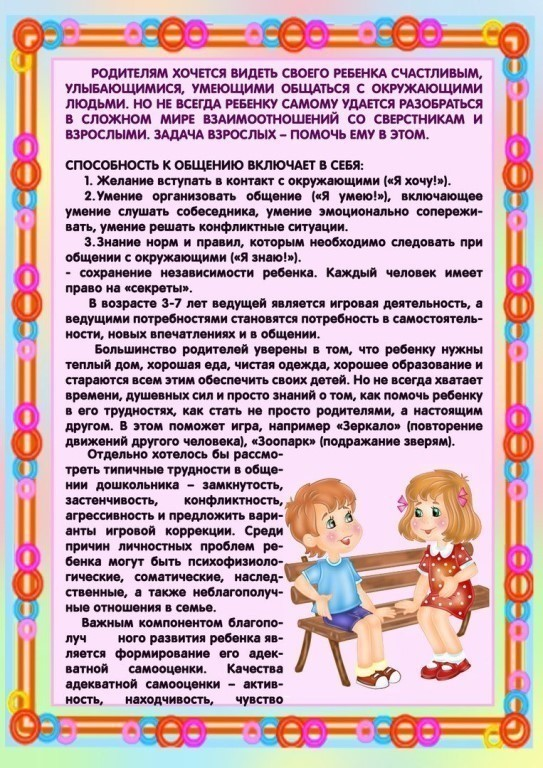 РОДИТЕЛЯМ ХОЧЕТСЯ ВИДЕТЬ СВОЕГО РЕБЕНКА СЧАСТЛИВЫМ,
УЛЫБАЮЩИМИСЯ, УМЕЮЩИМИ ОБЩАТЬСЯ С ОКРУЖАЮЩИМИ
ЛЮДЬМИ. НО НЕ ВСЕГДА РЕБЕНКУ САМОМУ УДАЕТСЯ РАЗОБРАТЬСЯ
В СЛОЖНОМ МИРЕ ВЗАИМООТНОШЕНИЙ СО СВЕРСТНИКАМ И
ВЗРОСЛЫМИ. ЗАДАЧА ВЗРОСЛЫХ – ПОМОЧЬ ЕМУ В ЭТОМ.
СПОСОБНОСТЬ К ОБЩЕНИЮ ВКЛЮЧАЕТ В СЕБЯ:
1. Желание вступать в контакт с окружающими («Я хочу!»).
2.Умение организовать общение («Я умею!»), включающее
умение слушать собеседника, умение эмоционально сопережи-
вать, умение решать конфликтные ситуации.
3.Знание норм и правил, которым необходимо следовать при
общении с окружающими («Я знаю!»).
- сохранение независимости ребенка. Каждый человек имеет
право на «секреты».
В возрасте 3-7 лет ведущей является игровая деятельность, а
ведущими потребностями становятся потребность в самостоятель-
ности, новых впечатлениях и в общении.
Большинство родителей уверены в том, что ребенку нужны
теплый дом, хорошая еда, чистая одежда, хорошее образование и
стараются всем этим обеспечить своих детей. Но не всегда хватает
времени, душевных сил и просто знаний о том, как помочь ребенку
в его трудностях, как стать не просто родителями, а настоящим
другом. В этом поможет игра, например «Зеркало» (повторение
движений другого человека), «Зоопарк» (подражание зверям).
Отдельно хотелось бы рассмо-
треть типичные трудности в обще-
нии дошкольника – замкнутость,
застенчивость, конфликтность,
агрессивность и предложить вари-
анты игровой коррекции. Среди
причин личностных проблем ре-
бенка могут быть психофизиоло-
гические, соматические, наслед-
ственные, а также неблагополуч-
ные отношения в семье.
Важным компонентом благопо-
луч ного развития ребенка яв-
ляется формирование его адек-
ватной самооценки. Качества
адекватной самооценки – актив-
ность, находчивость, чувство